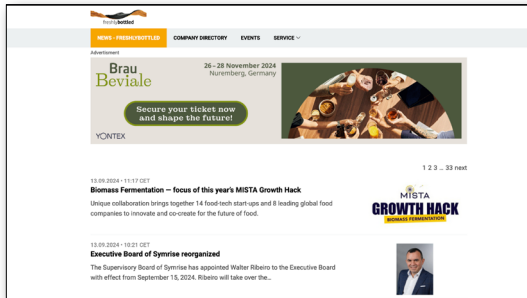 freshlybottled
NEWS - FRESHLYBOTTLED COMPANY DIRECTORY EVENTS SERVICE
Advertisment
Brau
Beviale
26 – 28 November 2024
Nuremberg, Germany
Secure your ticket now
and shape the future!
YONTEX
1 2 3 ... 33 next
13.09.2024 • 11:17 CET
Biomass Fermentation — focus of this year's MISTA Growth Hack
Unique collaboration brings together 14 food-tech start-ups and 8 leading global food
companies to innovate and co-create for the future of food.
MISTA
GROWTH HACK
BIOMASS FERMENTATION
13.09.2024 • 10:21 CET
Executive Board of Symrise reorganized
The Supervisory Board of Symrise has appointed Walter Ribeiro to the Executive Board
with effect from September 15, 2024. Ribeiro will take over the...